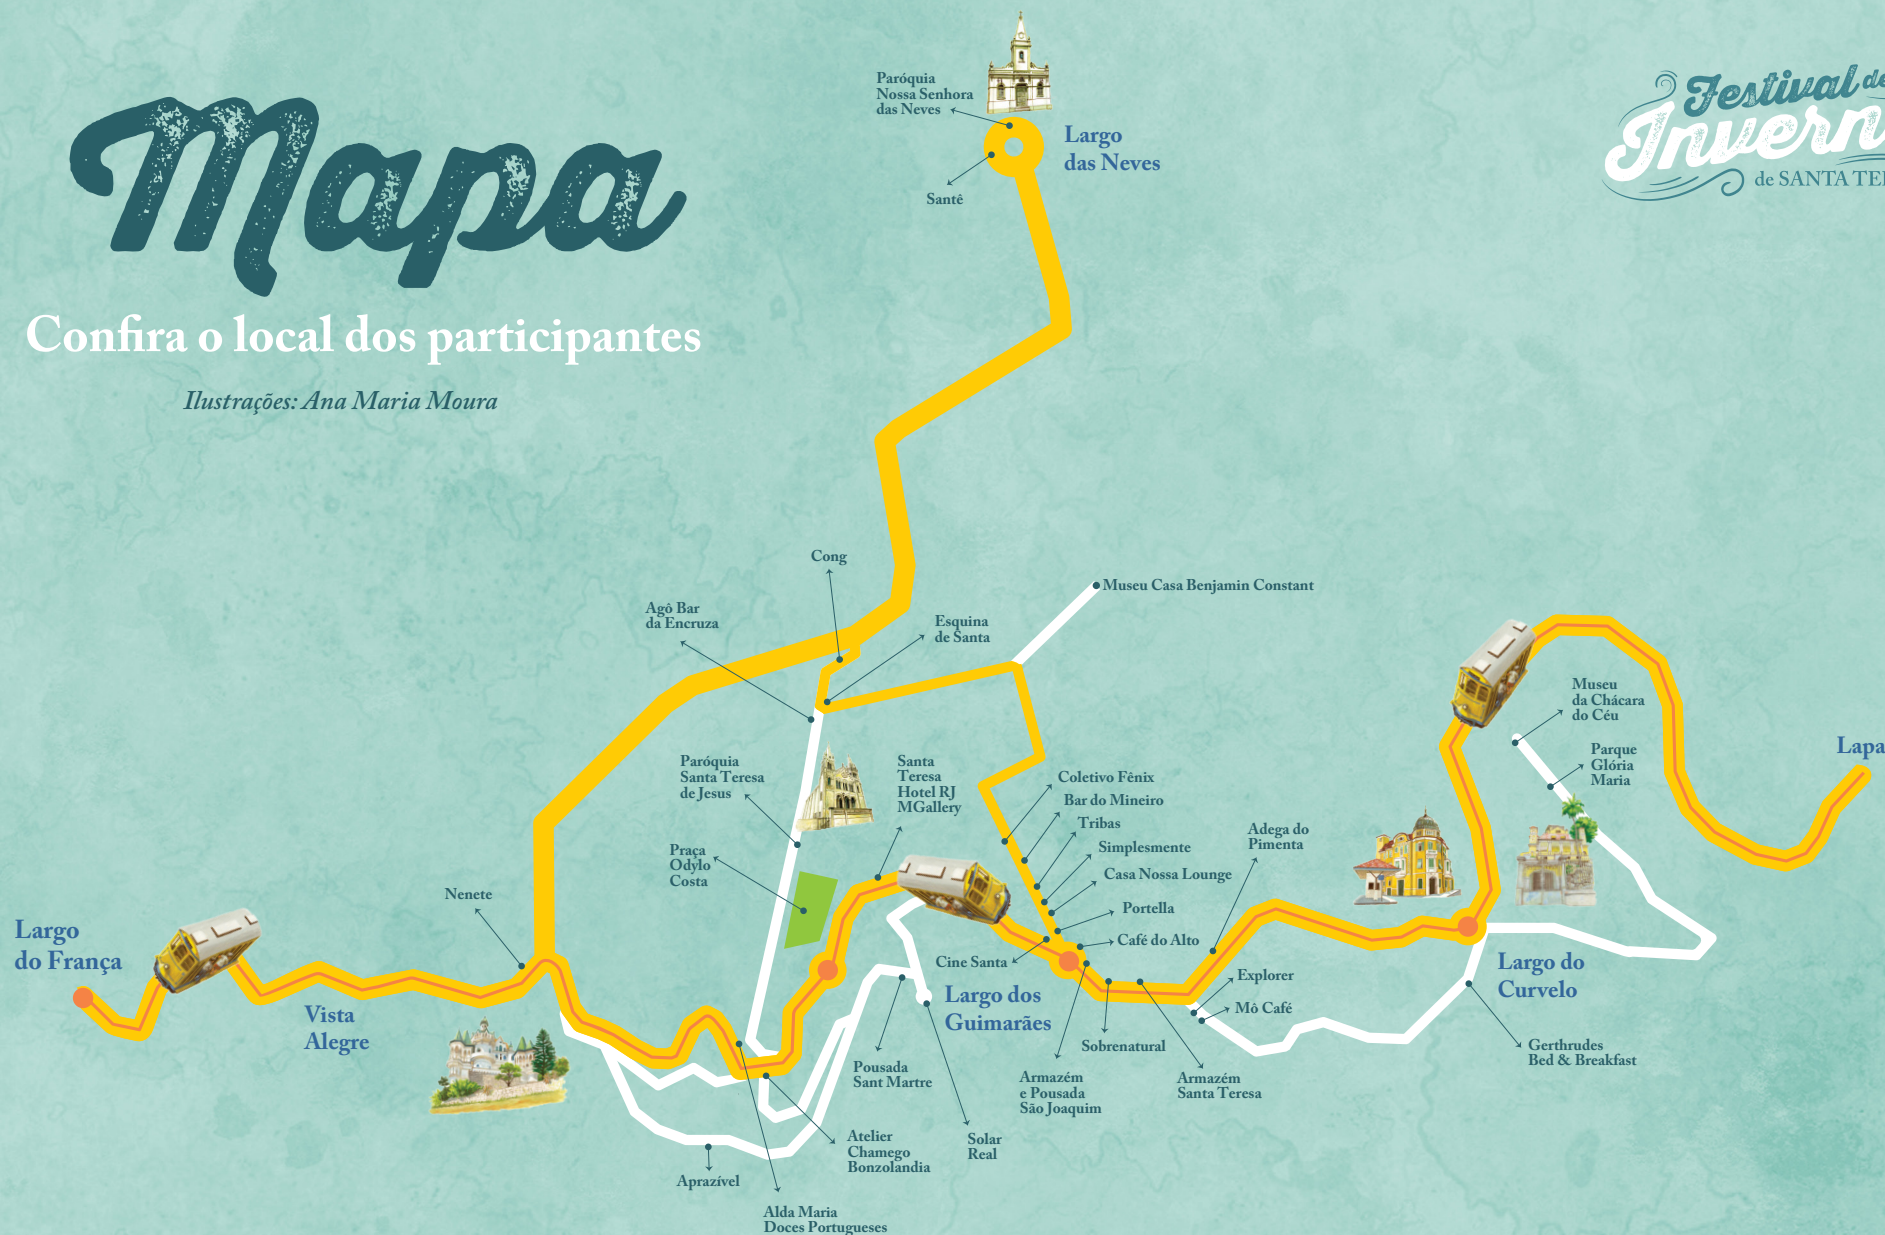 Mapa
Confira o local dos participantes
Ilustrações: Ana Maria Moura
Festival de
Invern
de SANTA TE
Paróquia
Nossa Senhora
das Neves
Largo
das Neves
Santê
Cong
Museu Casa Benjamin Constant
Agô Bar
da Encruza
Esquina
de Santa
Museu
da Chácara
do Céu
Parque
Glória
Maria
Lapa
Paróquia
Santa Teresa
de Jesus
Santa
Teresa
Hotel RJ
MGallery
Coletivo Fênix
Bar do Mineiro
Tribas
Simplesmente
Casa Nossa Lounge
Portella
Café do Alto
Cine Santa
Adega do
Pimenta
Praça
Odylo
Costa
Nenete
Largo
do França
Vista
Alegre
Largo dos
Guimarães
Explorer
Mô Café
Largo do
Curvelo
Gerthrudes
Bed & Breakfast
Sobrenatural
Armazém
e Pousada
São Joaquim
Armazém
Santa Teresa
Pousada
Sant Martre
Solar
Real
Atelier
Chamego
Bonzolandia
Aprazível
Alda Maria
Doces Portugueses